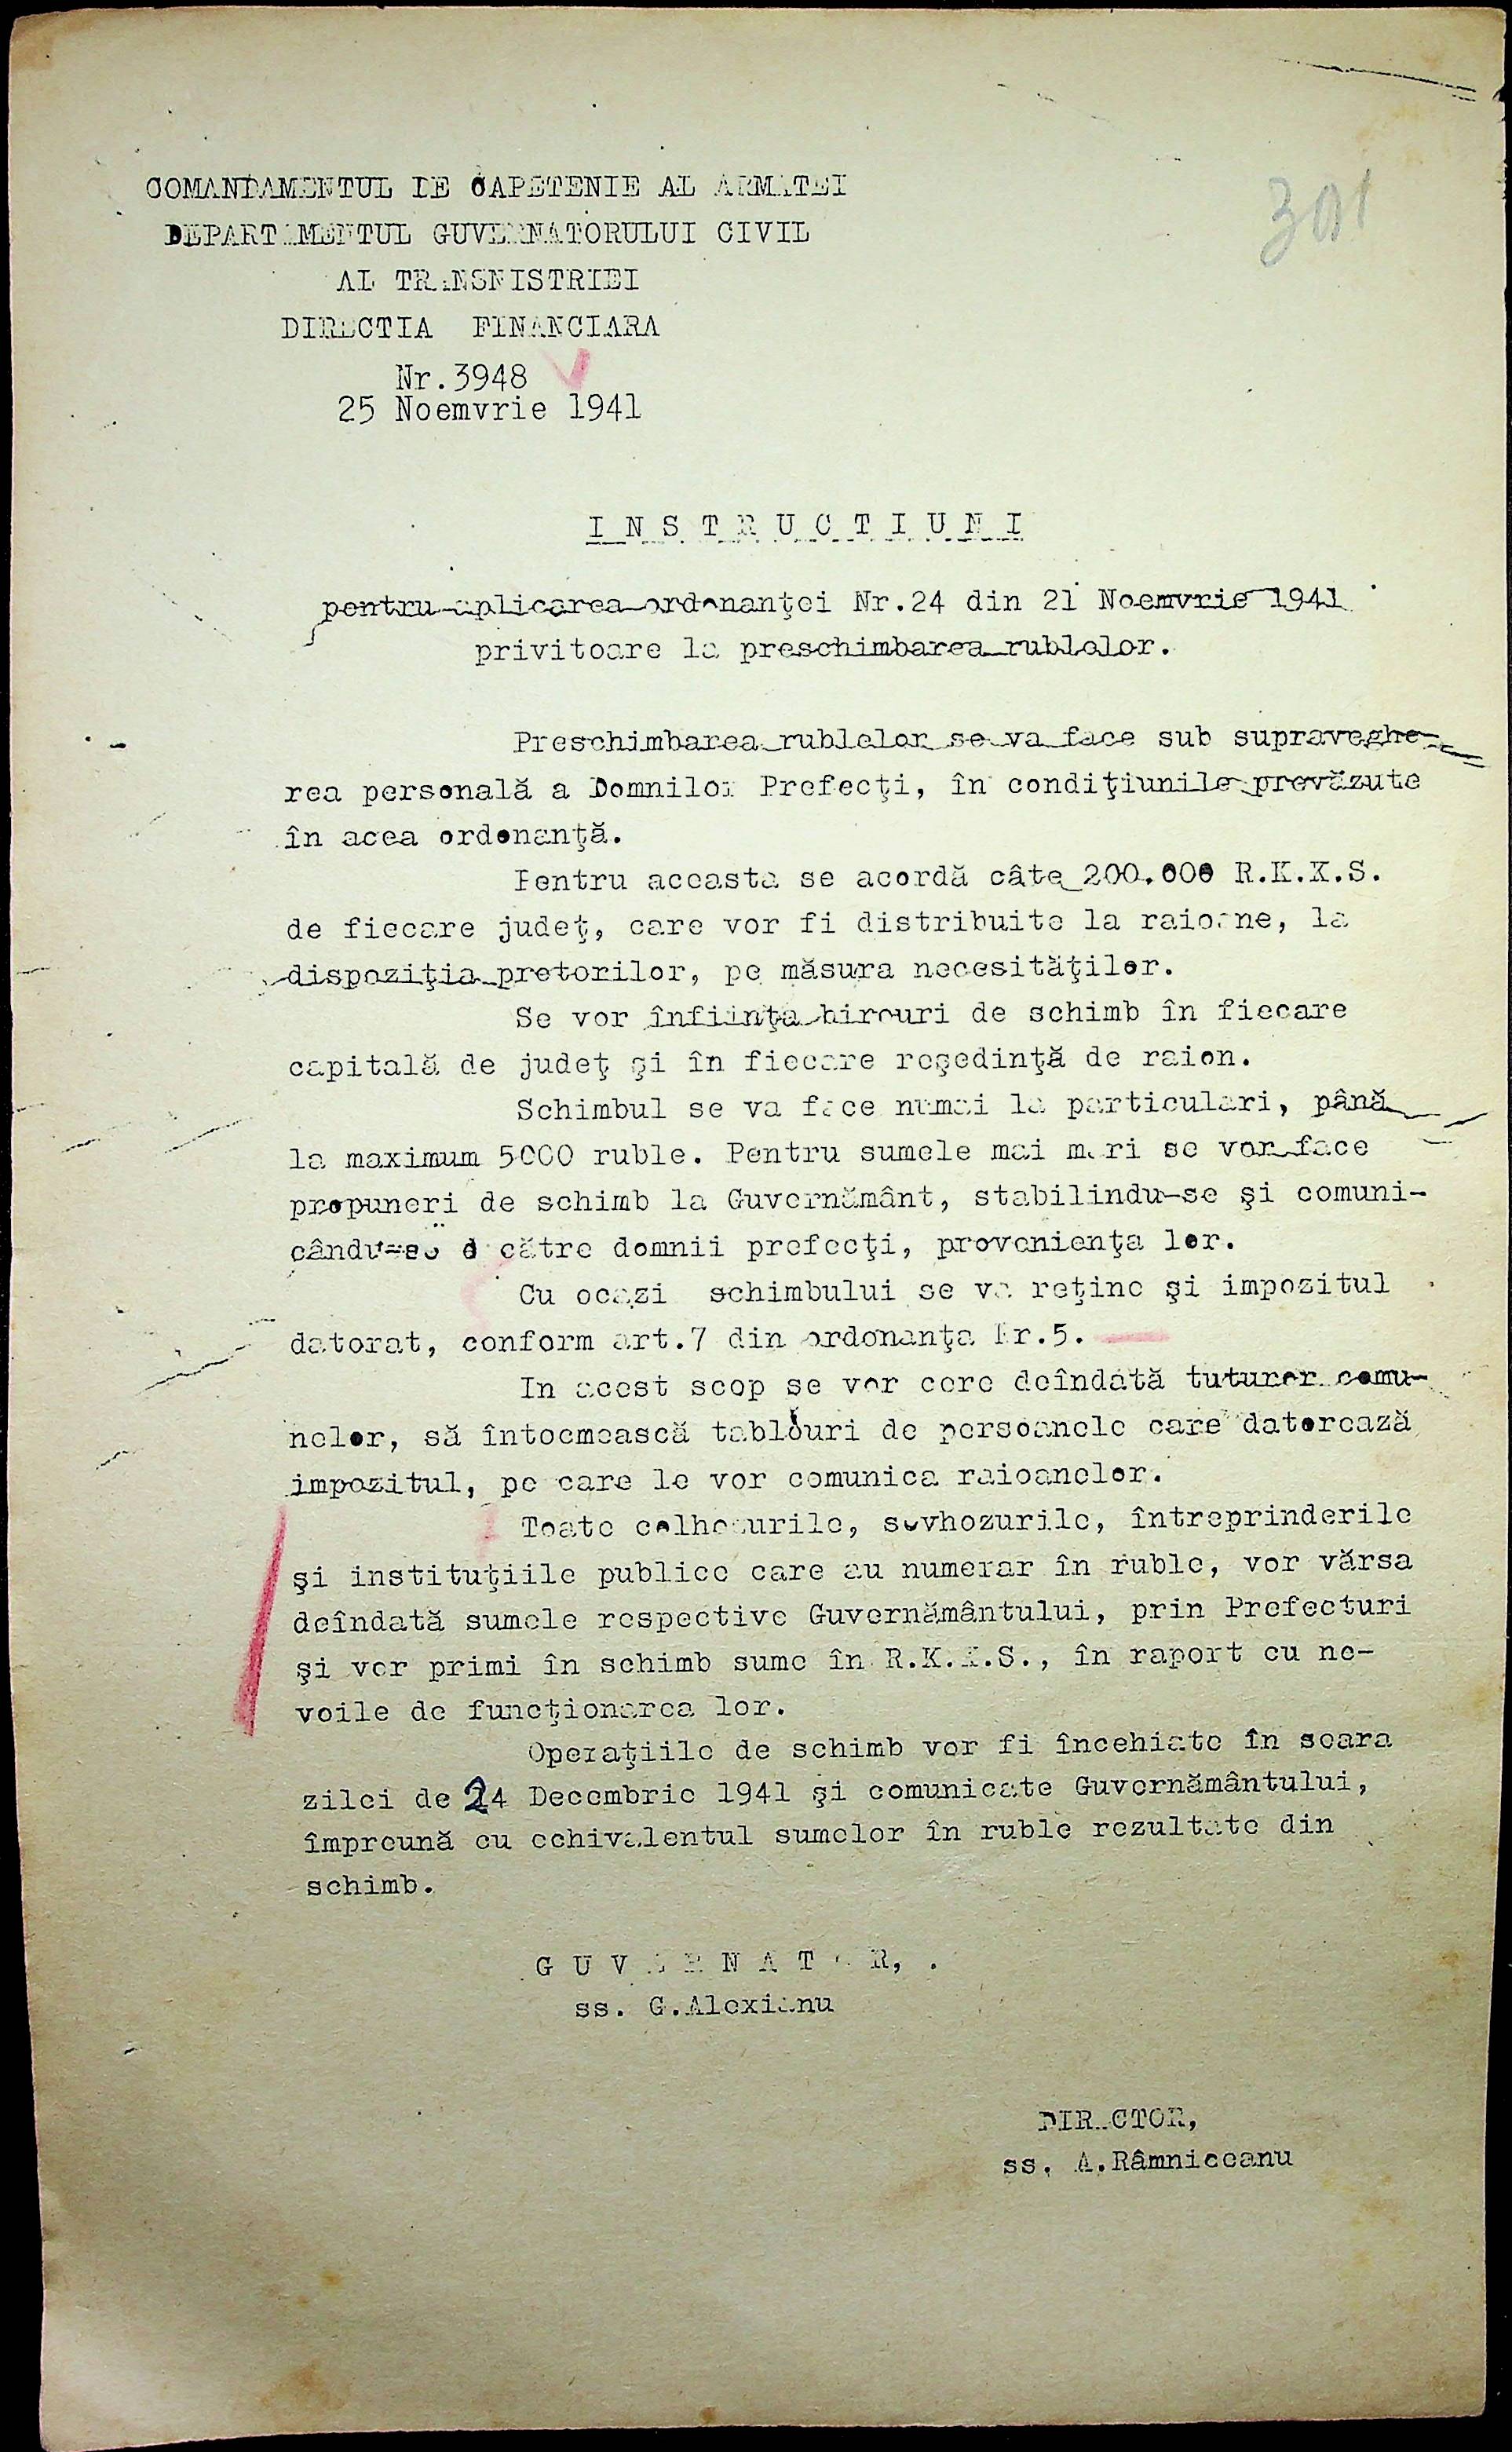 301
COMANDAMENTUL DE CAPETENIE AL ARMATEI
DEPARTAMENTUL GUVERNATORULUI CIVIL
AL TRANSNISTRIEI
DIRECTIA FINANCIARA
Nr.3948
25 Noemvrie 1941
I N S T R U C T I U N I
pentru aplicarea ordonanţei Nr.24 din 21 Noemvrie 1941
privitoare la preschimbarea rublelor.
Preschimbarea rublelor se va face sub supraveghe-
rea personală a Domnilor Prefecţi, în condiţiunile prevăzute
în acea ordonanţă.
Pentru aceasta se acordă câte 200.000 R.K.K.S.
de fiecare judeţ, care vor fi distribuite la raioane, la
dispoziţia pretorilor, pe măsura necesităţilor.
Se vor înfiinţa birouri de schimb în fiecare
capitală de judeţ şi în fiecare reşedinţă de raion.
Schimbul se va face numai la particulari, până
la maximum 5000 ruble. Pentru sumele mai mari se vor face
propuneri de schimb la Guvernământ, stabilindu-se şi comuni-
cându-se d către domnii prefecţi, provenienţa lor.
Cu ocazi schimbului se va reţine şi impozitul
datorat, conform art.7 din ordonanţa Nr.5.
In acest scop se vor cere deîndată tuturor comu-
nelor, să întocmească tablouri de persoanele care datorează
impozitul, pe care le vor comunica raioanelor.
Toate colhozurile, sovhozurile, întreprinderile
şi instituţiile publice care au numerar în ruble, vor vărsa
deîndată sumele respective Guvernământului, prin Prefecturi
şi vor primi în schimb sume în R.K.K.S., în raport cu ne-
voile de funcţionarea lor.
Operaţiile de schimb vor fi încehiate în seara
zilei de 24 Decembrie 1941 şi comunicate Guvernământului,
împreună cu echivalentul sumelor în ruble rezultate din
schimb.
G U V E R N A T O R,
ss. G.Alexianu
DIRECTOR,
ss. A.Râmniceanu